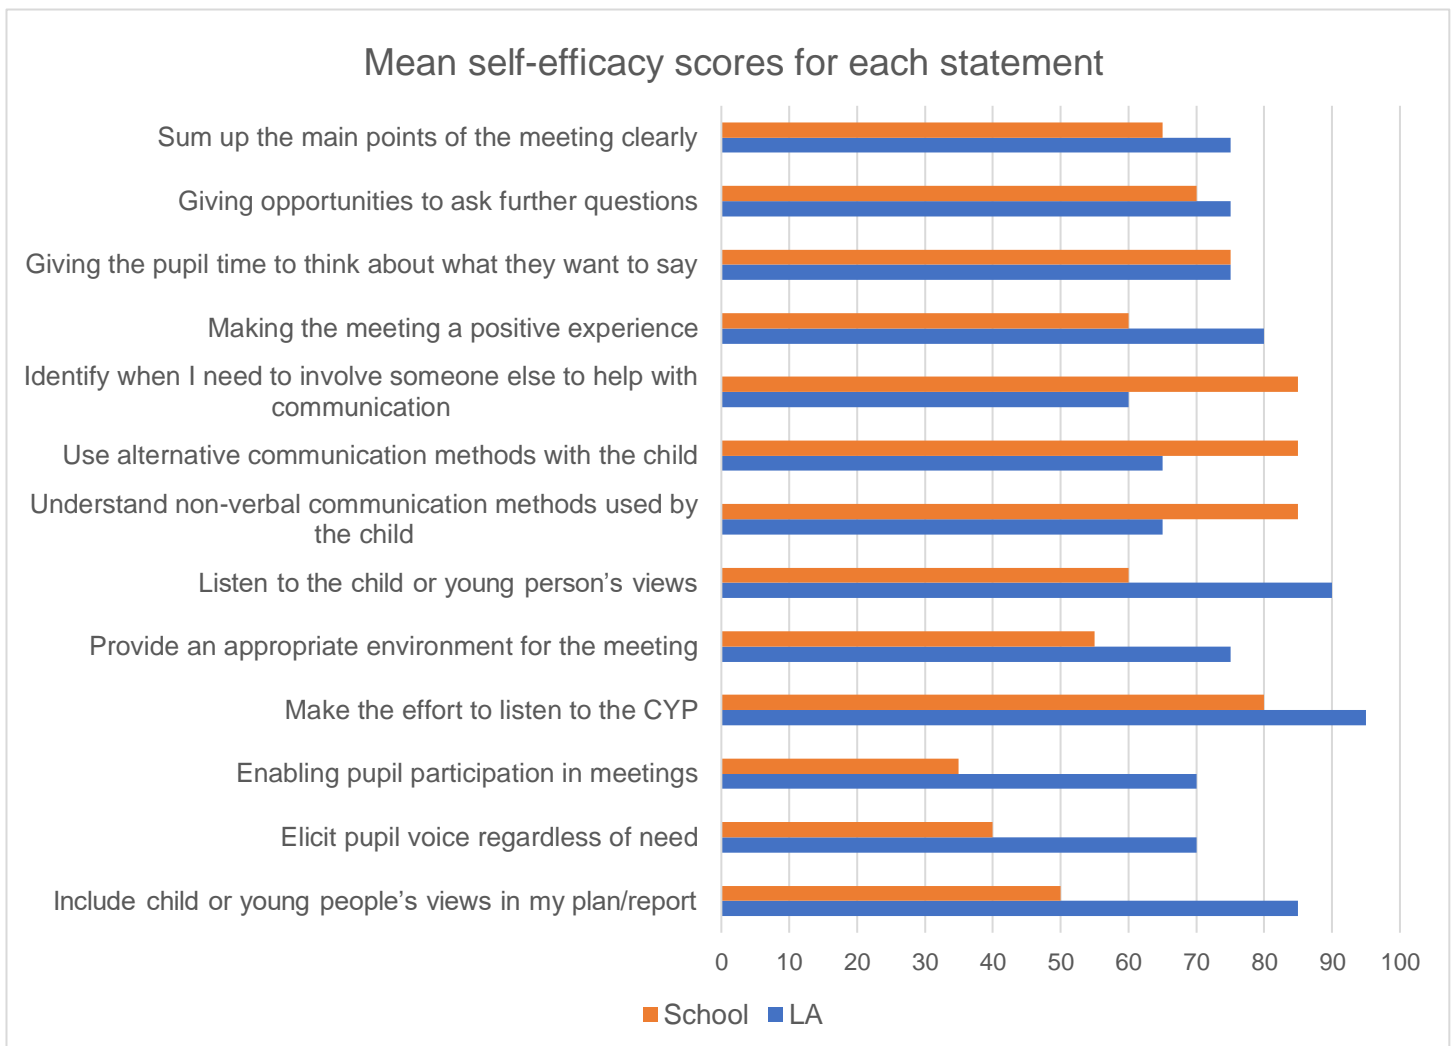 Mean self-efficacy scores for each statement
Sum up the main points of the meeting clearly
Giving opportunities to ask further questions
Giving the pupil time to think about what they want to say
Making the meeting a positive experience
Identify when I need to involve someone else to help with
communication
Use alternative communication methods with the child
Understand non-verbal communication methods used by
the child
Listen to the child or young person’s views
Provide an appropriate environment for the meeting
Make the effort to listen to the CYP
Enabling pupil participation in meetings
Elicit pupil voice regardless of need
Include child or young people’s views in my plan/report
0 10 20 30 40 50 60 70 80 90 100
School LA